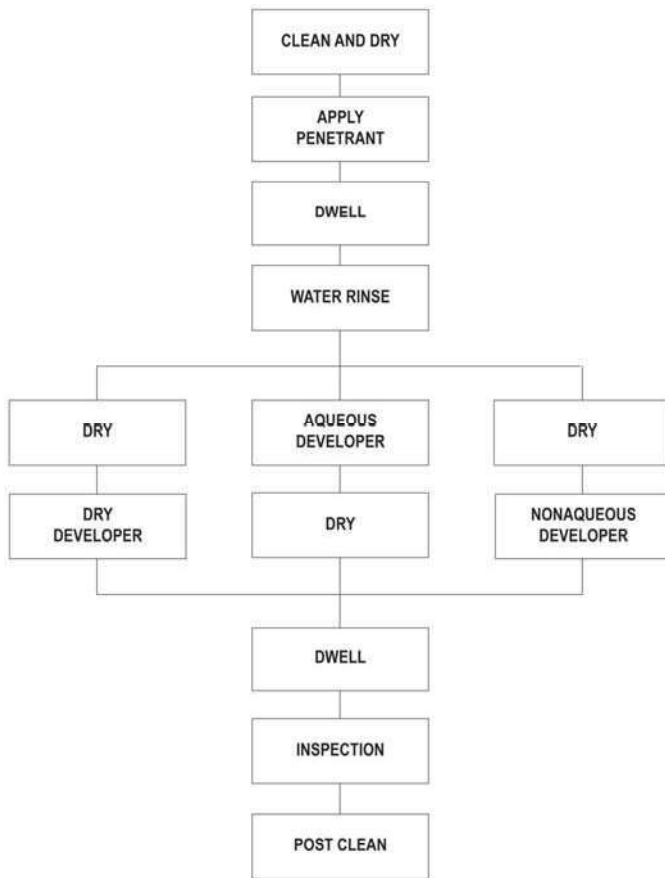 CLEAN AND DRY
APPLY
PENETRANT
DWELL
WATER RINSE
DRY
AQUEOUS
DEVELOPER
DRY
DRY
DEVELOPER
DRY
NONAQUEOUS
DEVELOPER
DWELL
INSPECTION
POST CLEAN